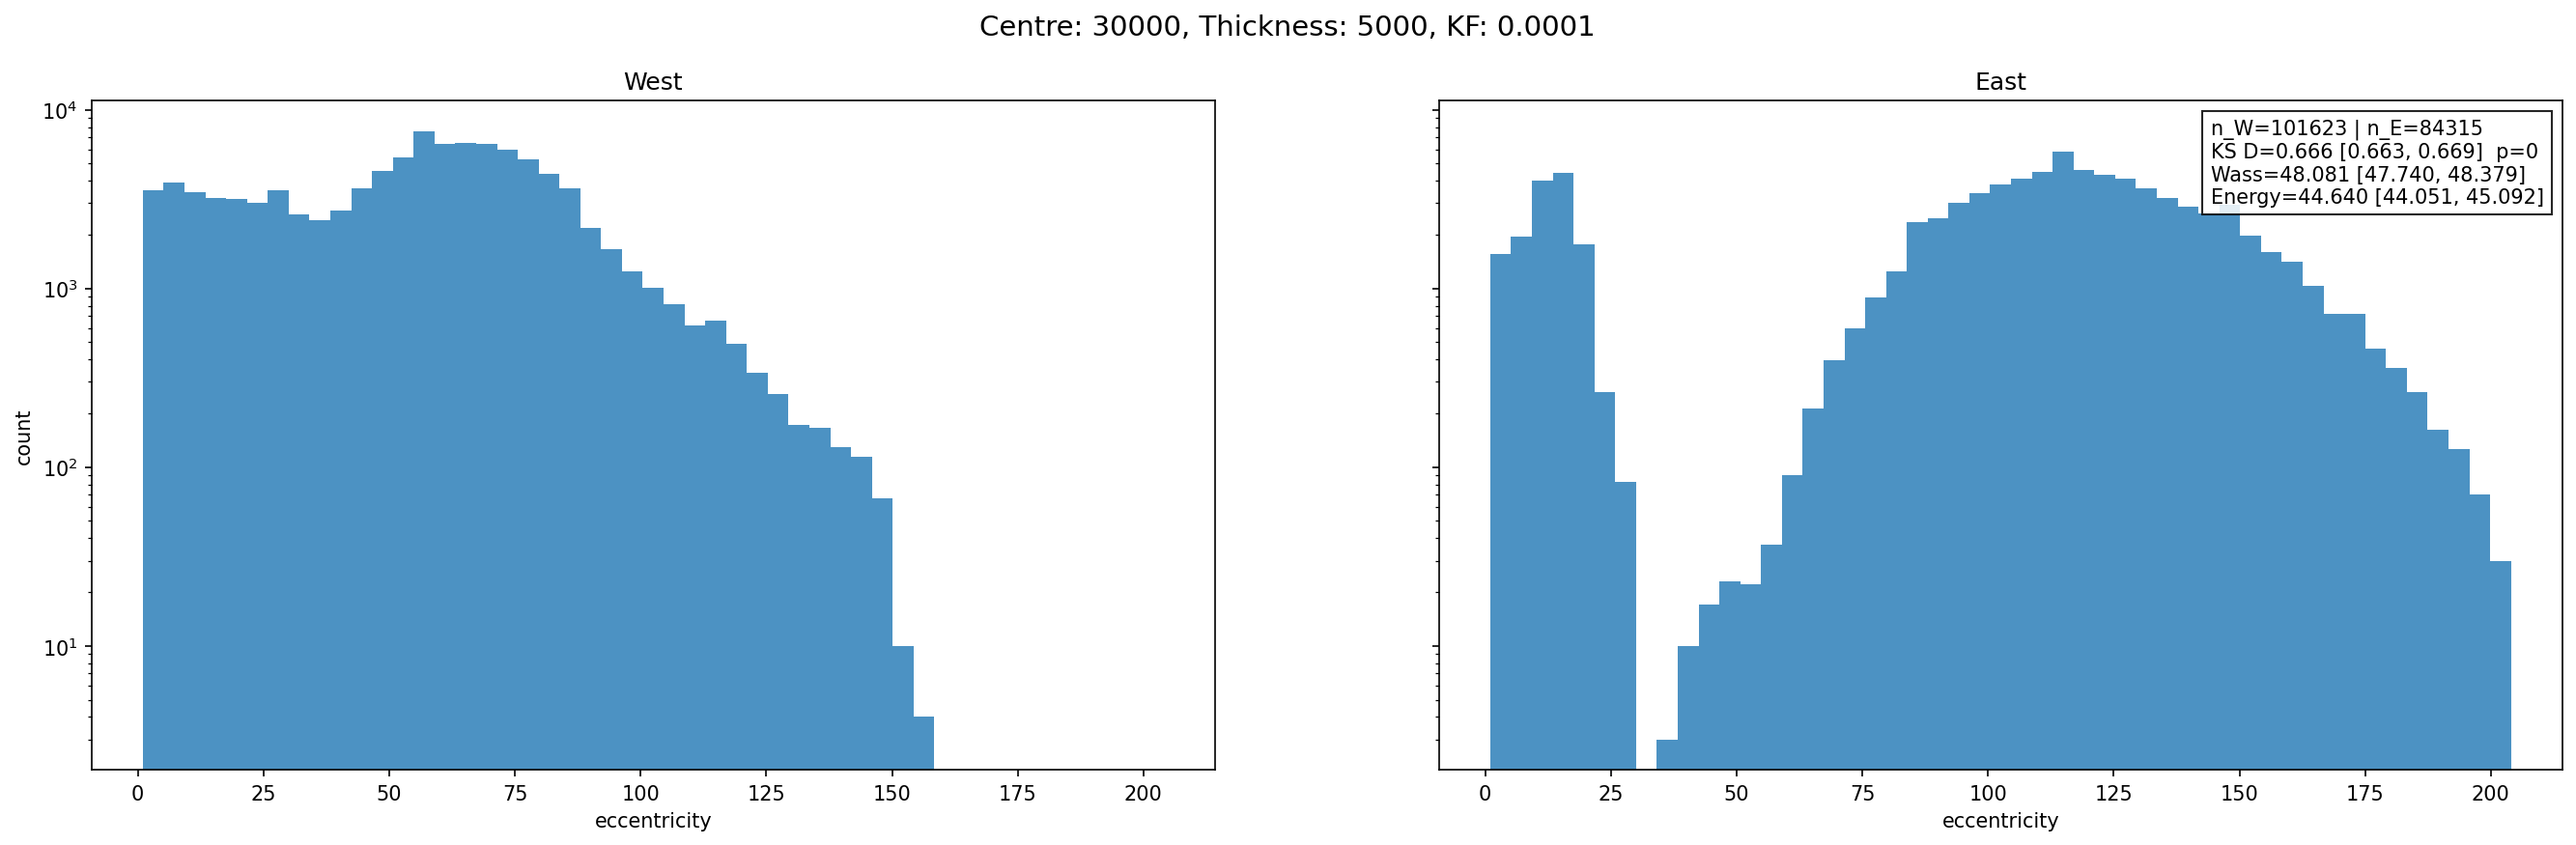 Centre: 30000, Thickness: 5000, KF: 0.0001
West
10⁴
10³
10²
10¹
count
0 25 50 75 100 125 150 175 200
eccentricity
East
n_W=101623 | n_E=84315
KS D=0.666 [0.663, 0.669]  p=0
Wass=48.081 [47.740, 48.379]
Energy=44.640 [44.051, 45.092]
0 25 50 75 100 125 150 175 200
eccentricity